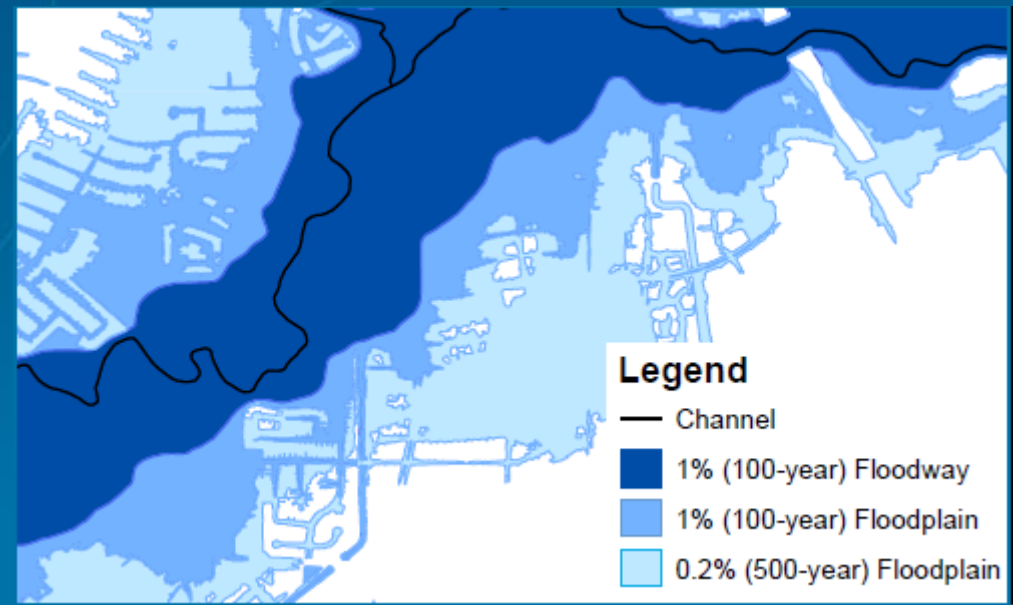 Legend
Channel
1% (100-year) Floodway
1% (100-year) Floodplain
0.2% (500-year) Floodplain